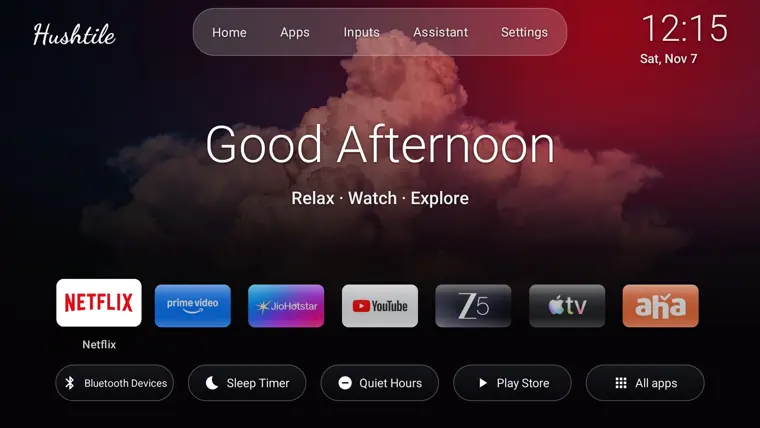 Hushtile
Home Apps Inputs Assistant Settings
12:15
Sat, Nov 7
Good Afternoon
Relax · Watch · Explore
NETFLIX
prime video
JioHotstar
YouTube
Z5
tv
aha
Netflix
Bluetooth Devices
Sleep Timer
Quiet Hours
Play Store
All apps